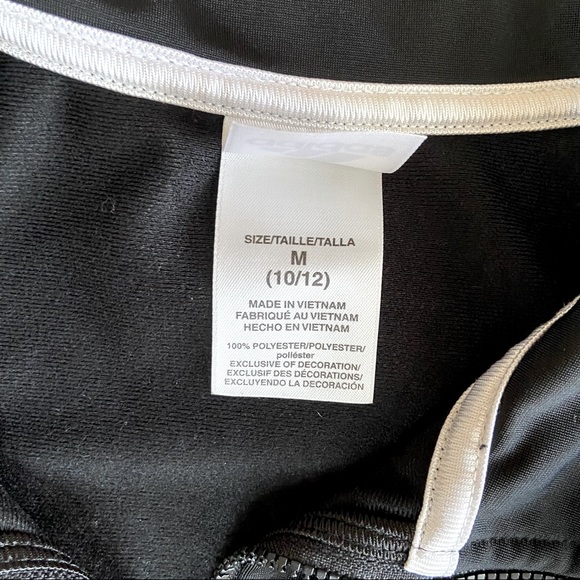 SIZE/TAILLE/TALLA
M
(10/12)
MADE IN VIETNAM
FABRIQUÉ AU VIETNAM
HECHO EN VIETNAM
100% POLYESTER/POLYESTER/
poliéster
EXCLUSIVE OF DECORATION/
EXCLUSIF DES DÉCORATIONS/
EXCLUYENDO LA DECORACIÓN